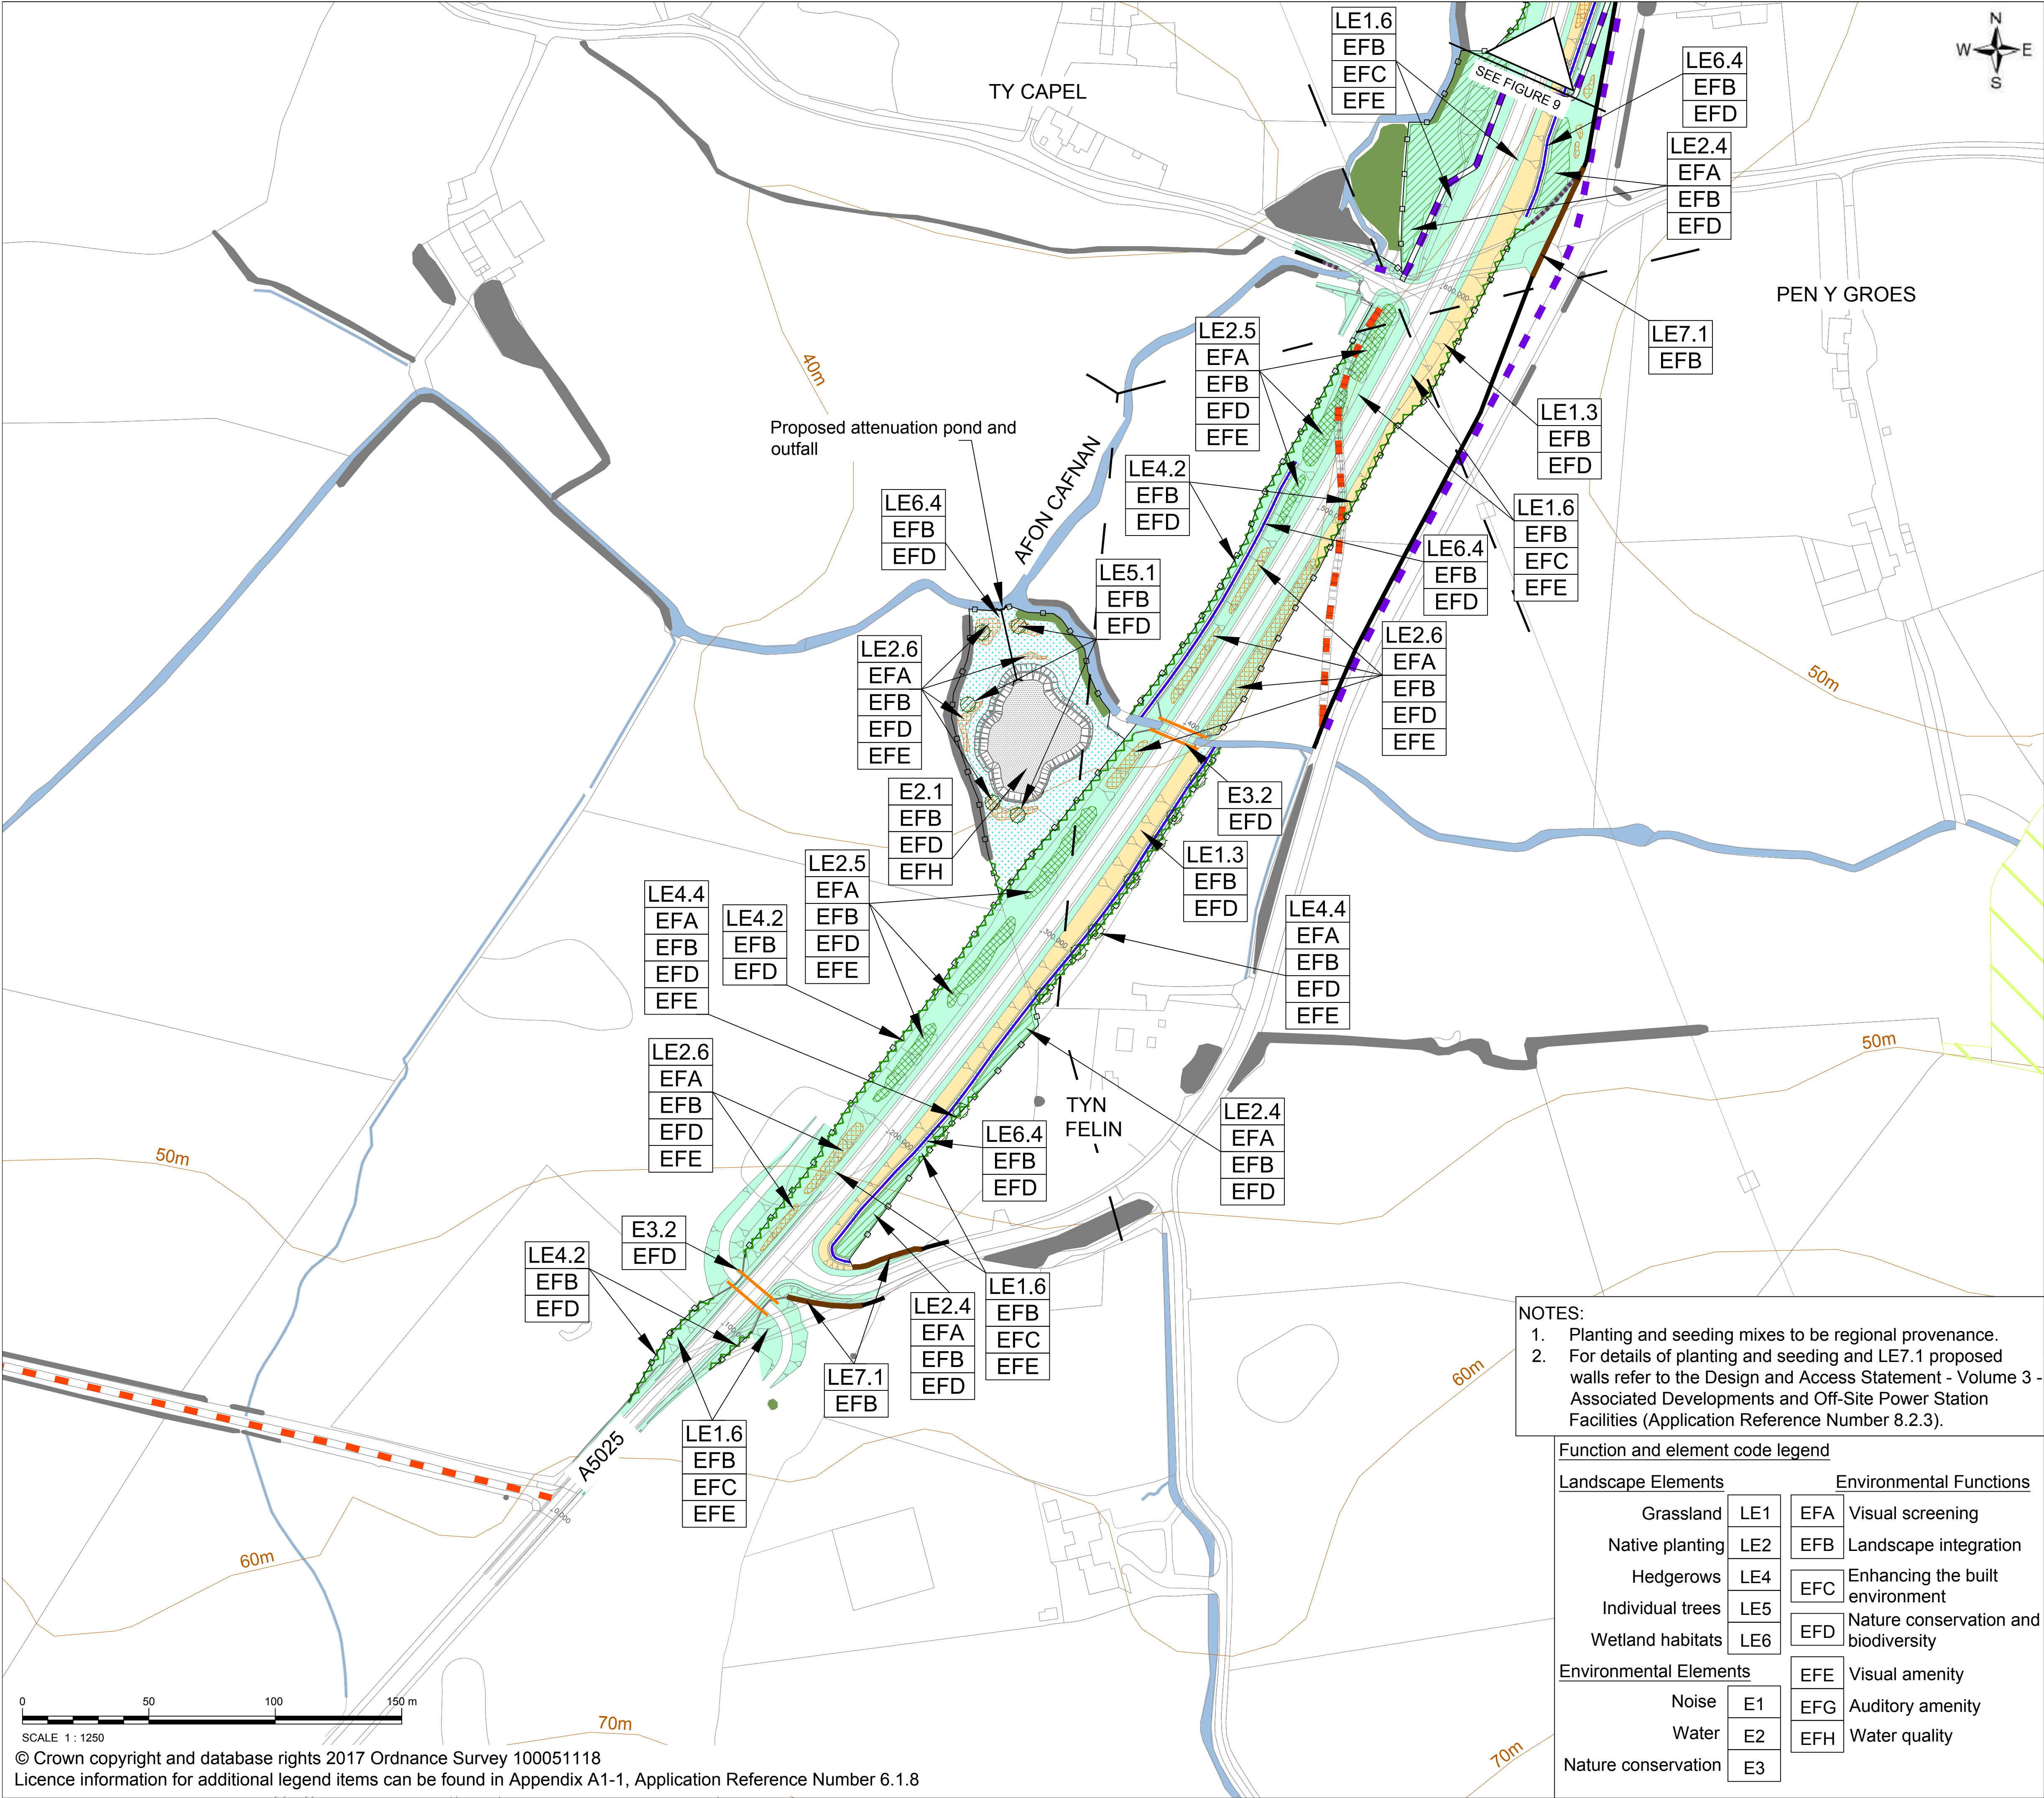 N
W E
S
LE1.6
EFB
EFC
EFE
SEE FIGURE 9
LE6.4
EFB
EFD
TY CAPEL
LE2.4
EFA
EFB
EFD
PEN Y GROES
600.000
LE7.1
EFB
LE2.5
EFA
EFB
EFD
EFE
40m
LE1.3
EFB
EFD
Proposed attenuation pond and
outfall
AFON CAFNAN
LE4.2
EFB
EFD
LE6.4
EFB
EFD
LE1.6
EFB
EFC
EFE
LE6.4
EFB
EFD
LE5.1
EFB
EFD
LE2.6
EFA
EFB
EFD
EFE
LE2.6
EFA
EFB
EFD
EFE
50m
E2.1
EFB
EFD
EFH
E3.2
EFD
LE2.5
EFA
EFB
EFD
EFE
LE1.3
EFB
EFD
LE4.4
EFA
EFB
EFD
EFE
LE4.2
EFB
EFD
LE4.4
EFA
EFB
EFD
EFE
300.000
50m
LE2.6
EFA
EFB
EFD
EFE
TYN
FELIN
LE2.4
EFA
EFB
EFD
200.000
LE6.4
EFB
EFD
50m
E3.2
EFD
LE4.2
EFB
EFD
LE1.6
EFB
EFC
EFE
LE2.4
EFA
EFB
EFD
LE7.1
EFB
LE1.6
EFB
EFC
EFE
A5025
0.000
60m
60m
70m
70m
NOTES:
1. Planting and seeding mixes to be regional provenance.
2. For details of planting and seeding and LE7.1 proposed
walls refer to the Design and Access Statement - Volume 3 -
Associated Developments and Off-Site Power Station
Facilities (Application Reference Number 8.2.3).
Function and element code legend
Landscape Elements
Grassland LE1
Native planting LE2
Hedgerows LE4
Individual trees LE5
Wetland habitats LE6
Environmental Elements
Noise E1
Water E2
Nature conservation E3
Environmental Functions
EFA Visual screening
EFB Landscape integration
EFC Enhancing the built
environment
EFD Nature conservation and
biodiversity
EFE Visual amenity
EFG Auditory amenity
EFH Water quality
0 50 100 150 m
SCALE 1 : 1250
© Crown copyright and database rights 2017 Ordnance Survey 100051118
Licence information for additional legend items can be found in Appendix A1-1, Application Reference Number 6.1.8